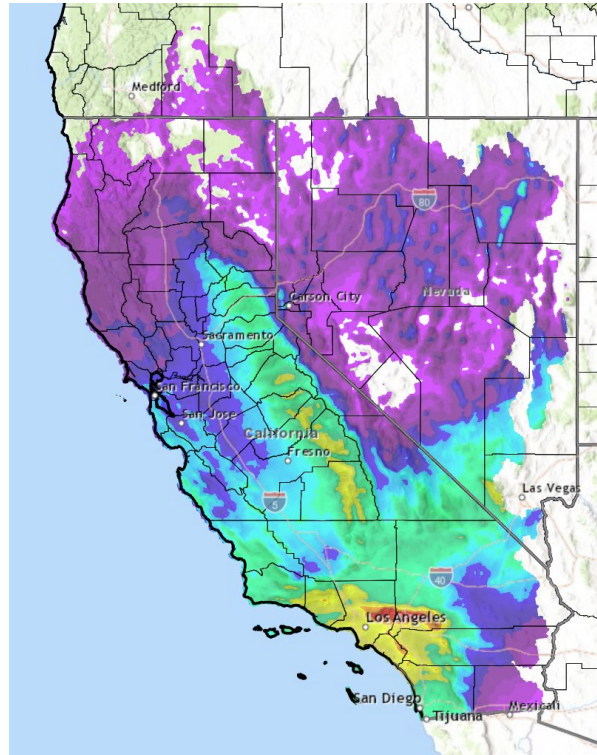 Medford
80
Carson City
Nevada
Sacramento
San Francisco
San Jose
California
Fresno
5
Las Vegas
40
Los Angeles
San Diego
Mexicali
Tijuana